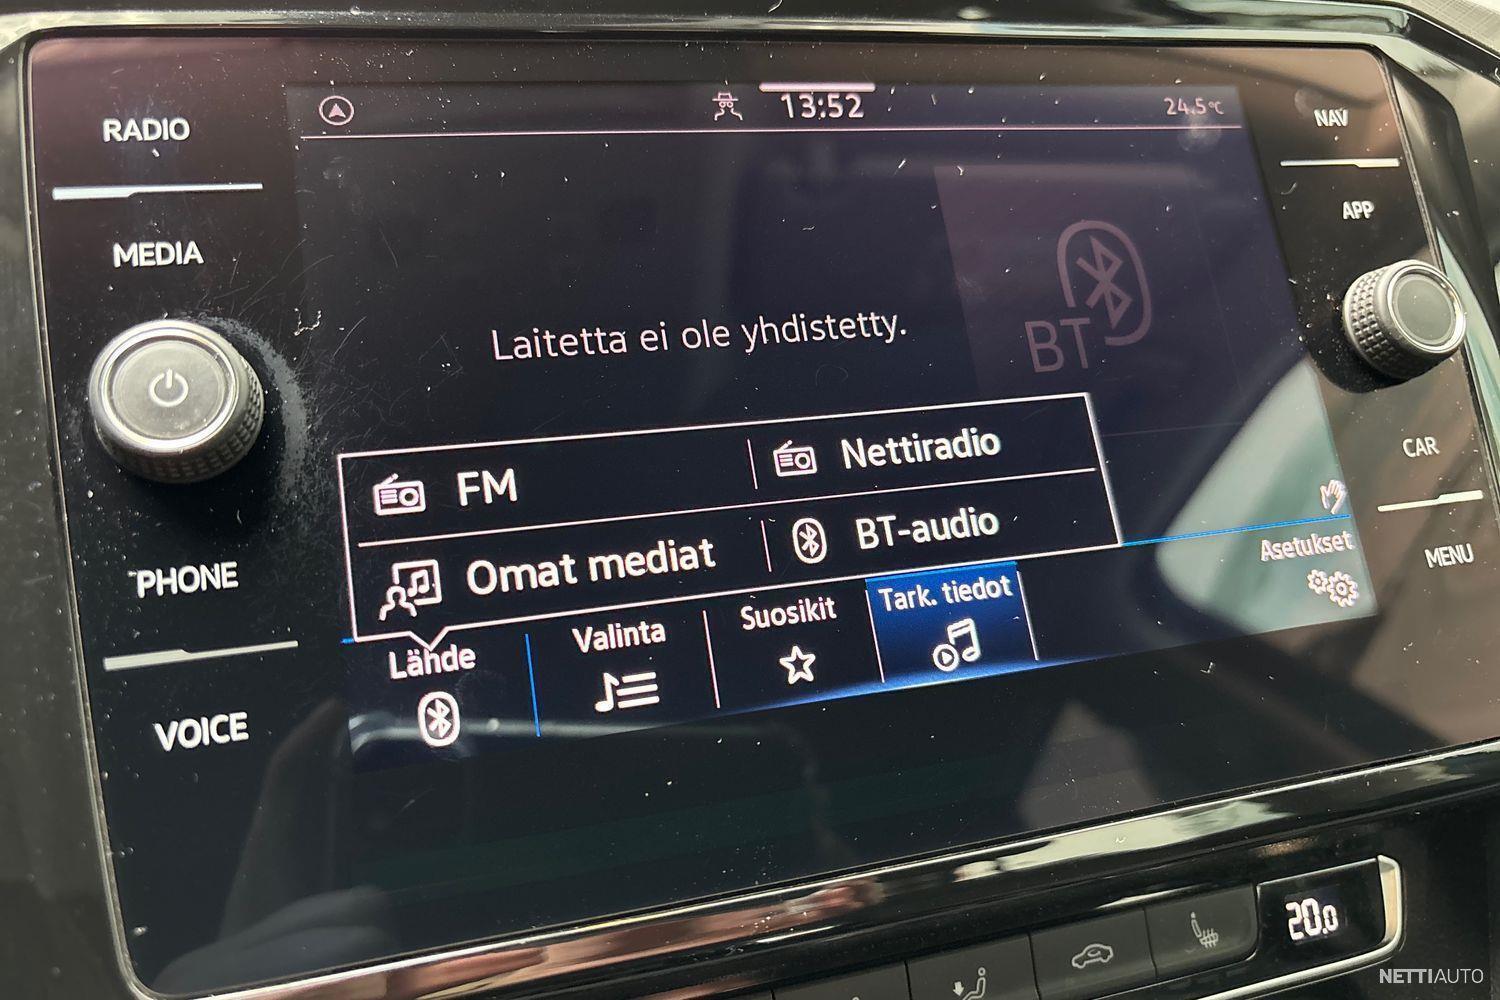 RADIO
MEDIA
PHONE
VOICE
13:52
24.5°C
Laitetta ei ole yhdistetty.
BT
FM
Nettiradio
Omat mediat
BT-audio
Lähde
Valinta
Suosikit
Tark. tiedot
Asetukset
NAV
APP
CAR
MENU
20.0
NETTIAUTO